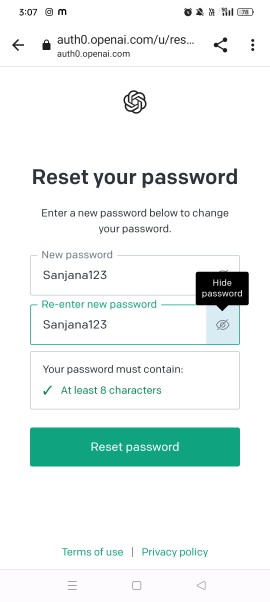 3:07
78
auth0.openai.com/u/res...
auth0.openai.com
Reset your password
Enter a new password below to change
your password.
New password
Sanjana123
Hide
password
Re-enter new password
Sanjana123
Your password must contain:
✓ At least 8 characters
Reset password
Terms of use | Privacy policy